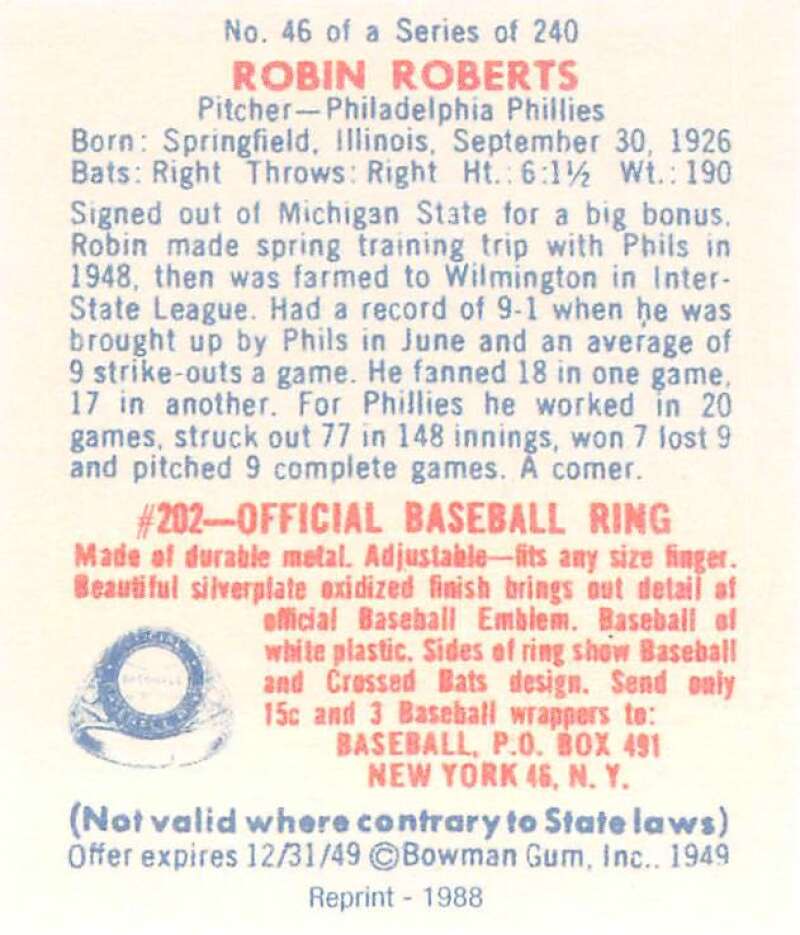 No. 46 of a Series of 240
ROBIN ROBERTS
Pitcher—Philadelphia Phillies
Born: Springfield, Illinois, September 30, 1926
Bats: Right Throws: Right Ht.: 6:1½ Wt.: 190
Signed out of Michigan State for a big bonus.
Robin made spring training trip with Phils in
1948, then was farmed to Wilmington in Inter-
State League. Had a record of 9-1 when he was
brought up by Phils in June and an average of
9 strike-outs a game. He fanned 18 in one game,
17 in another. For Phillies he worked in 20
games, struck out 77 in 148 innings, won 7 lost 9
and pitched 9 complete games. A comer.
#202—OFFICIAL BASEBALL RING
Made of durable metal. Adjustable—fits any size finger.
Beautiful silverplate oxidized finish brings out detail of
official Baseball Emblem. Baseball of
white plastic. Sides of ring show Baseball
and Crossed Bats design. Send only
15c and 3 Baseball wrappers to:
BASEBALL, P.O. BOX 491
NEW YORK 46, N. Y.
(Not valid where contrary to State laws)
Offer expires 12/31/49 ©Bowman Gum, Inc., 1949
Reprint - 1988